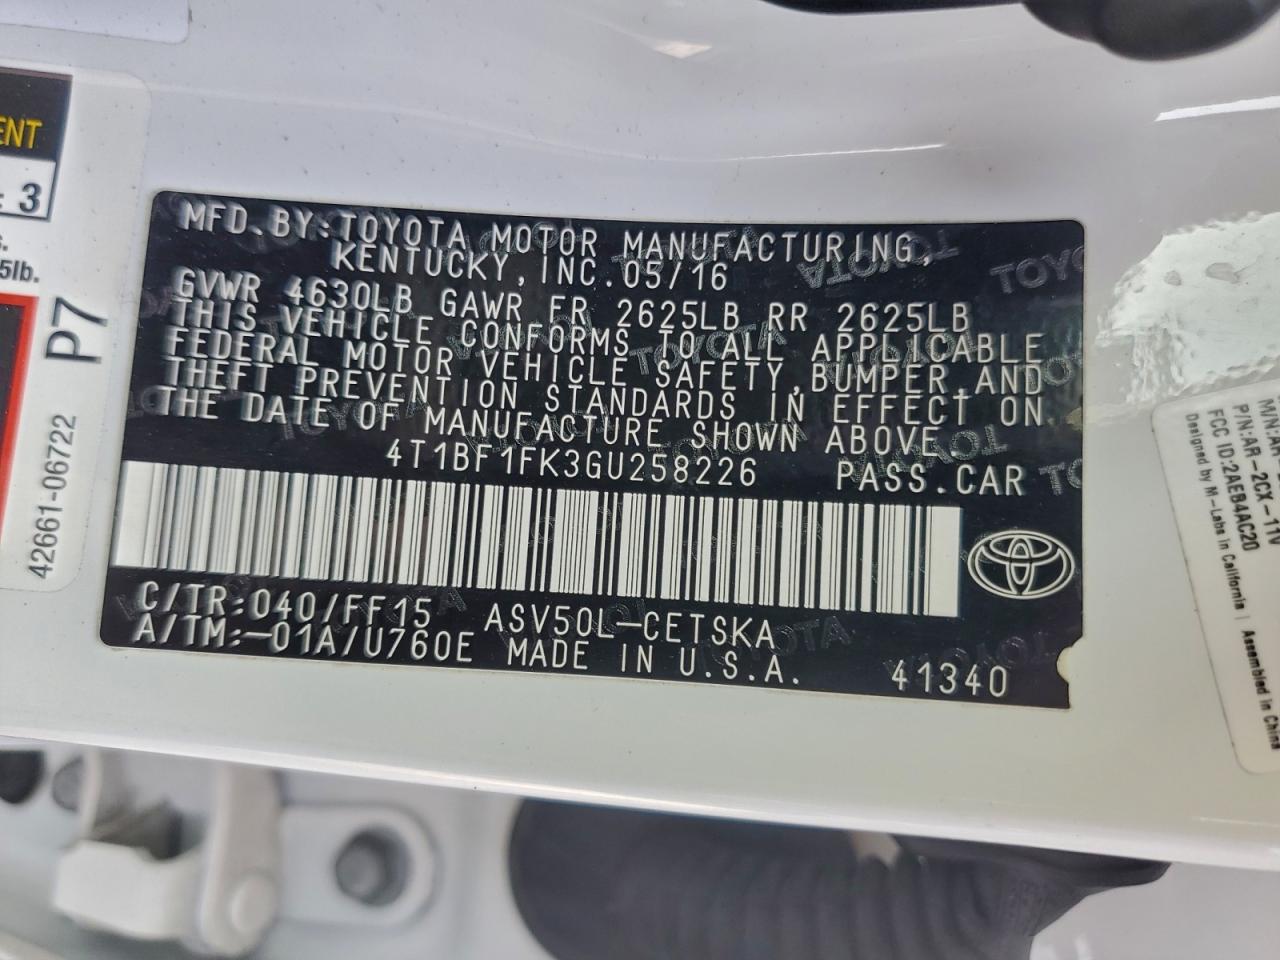 ENT
: 3
s.
5lb.
P7
42661-06722
MFD.BY:TOYOTA MOTOR MANUFACTURING,
KENTUCKY,INC.05/16
GVWR 4630LB GAWR FR 2625LB RR 2625LB
THIS VEHICLE CONFORMS TO ALL APPLICABLE
FEDERAL MOTOR VEHICLE SAFETY,BUMPER,AND
THEFT PREVENTION STANDARDS IN EFFECT ON
THE DATE OF MANUFACTURE SHOWN ABOVE.
4T1BF1FK3GU258226 PASS.CAR
C/TR:040/FF15 ASV50L-CETSKA
A/TM:-01A/U760E MADE IN U.S.A. 41340
M/N:AR
P/N:AR-2CX-11V
FCC ID:2AEB4AC20
Designed by M-Labs in California | Assembled in China